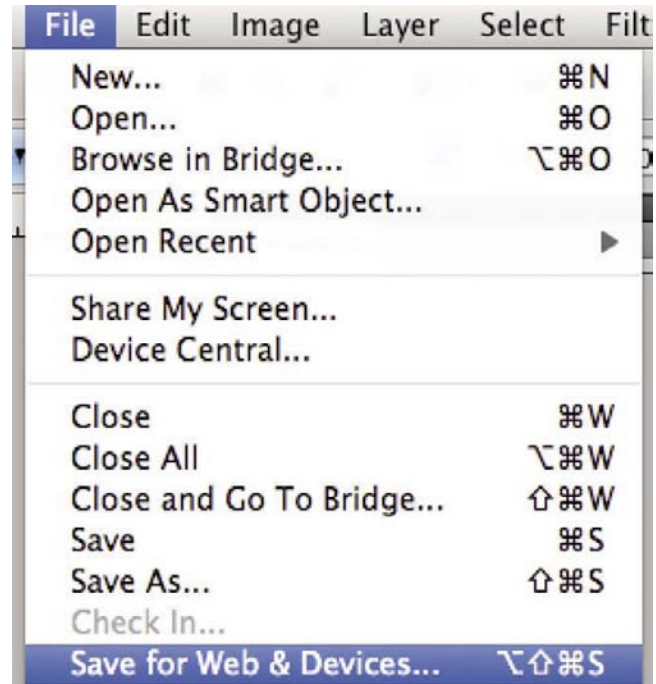 File Edit Image Layer Select Filt
New... ⌘N
Open... ⌘O
Browse in Bridge... ⌥⌘O
Open As Smart Object...
Open Recent ▶
Share My Screen...
Device Central...
Close ⌘W
Close All ⌥⌘W
Close and Go To Bridge... ⇧⌘W
Save ⌘S
Save As... ⇧⌘S
Check In...
Save for Web & Devices... ⌥⇧⌘S